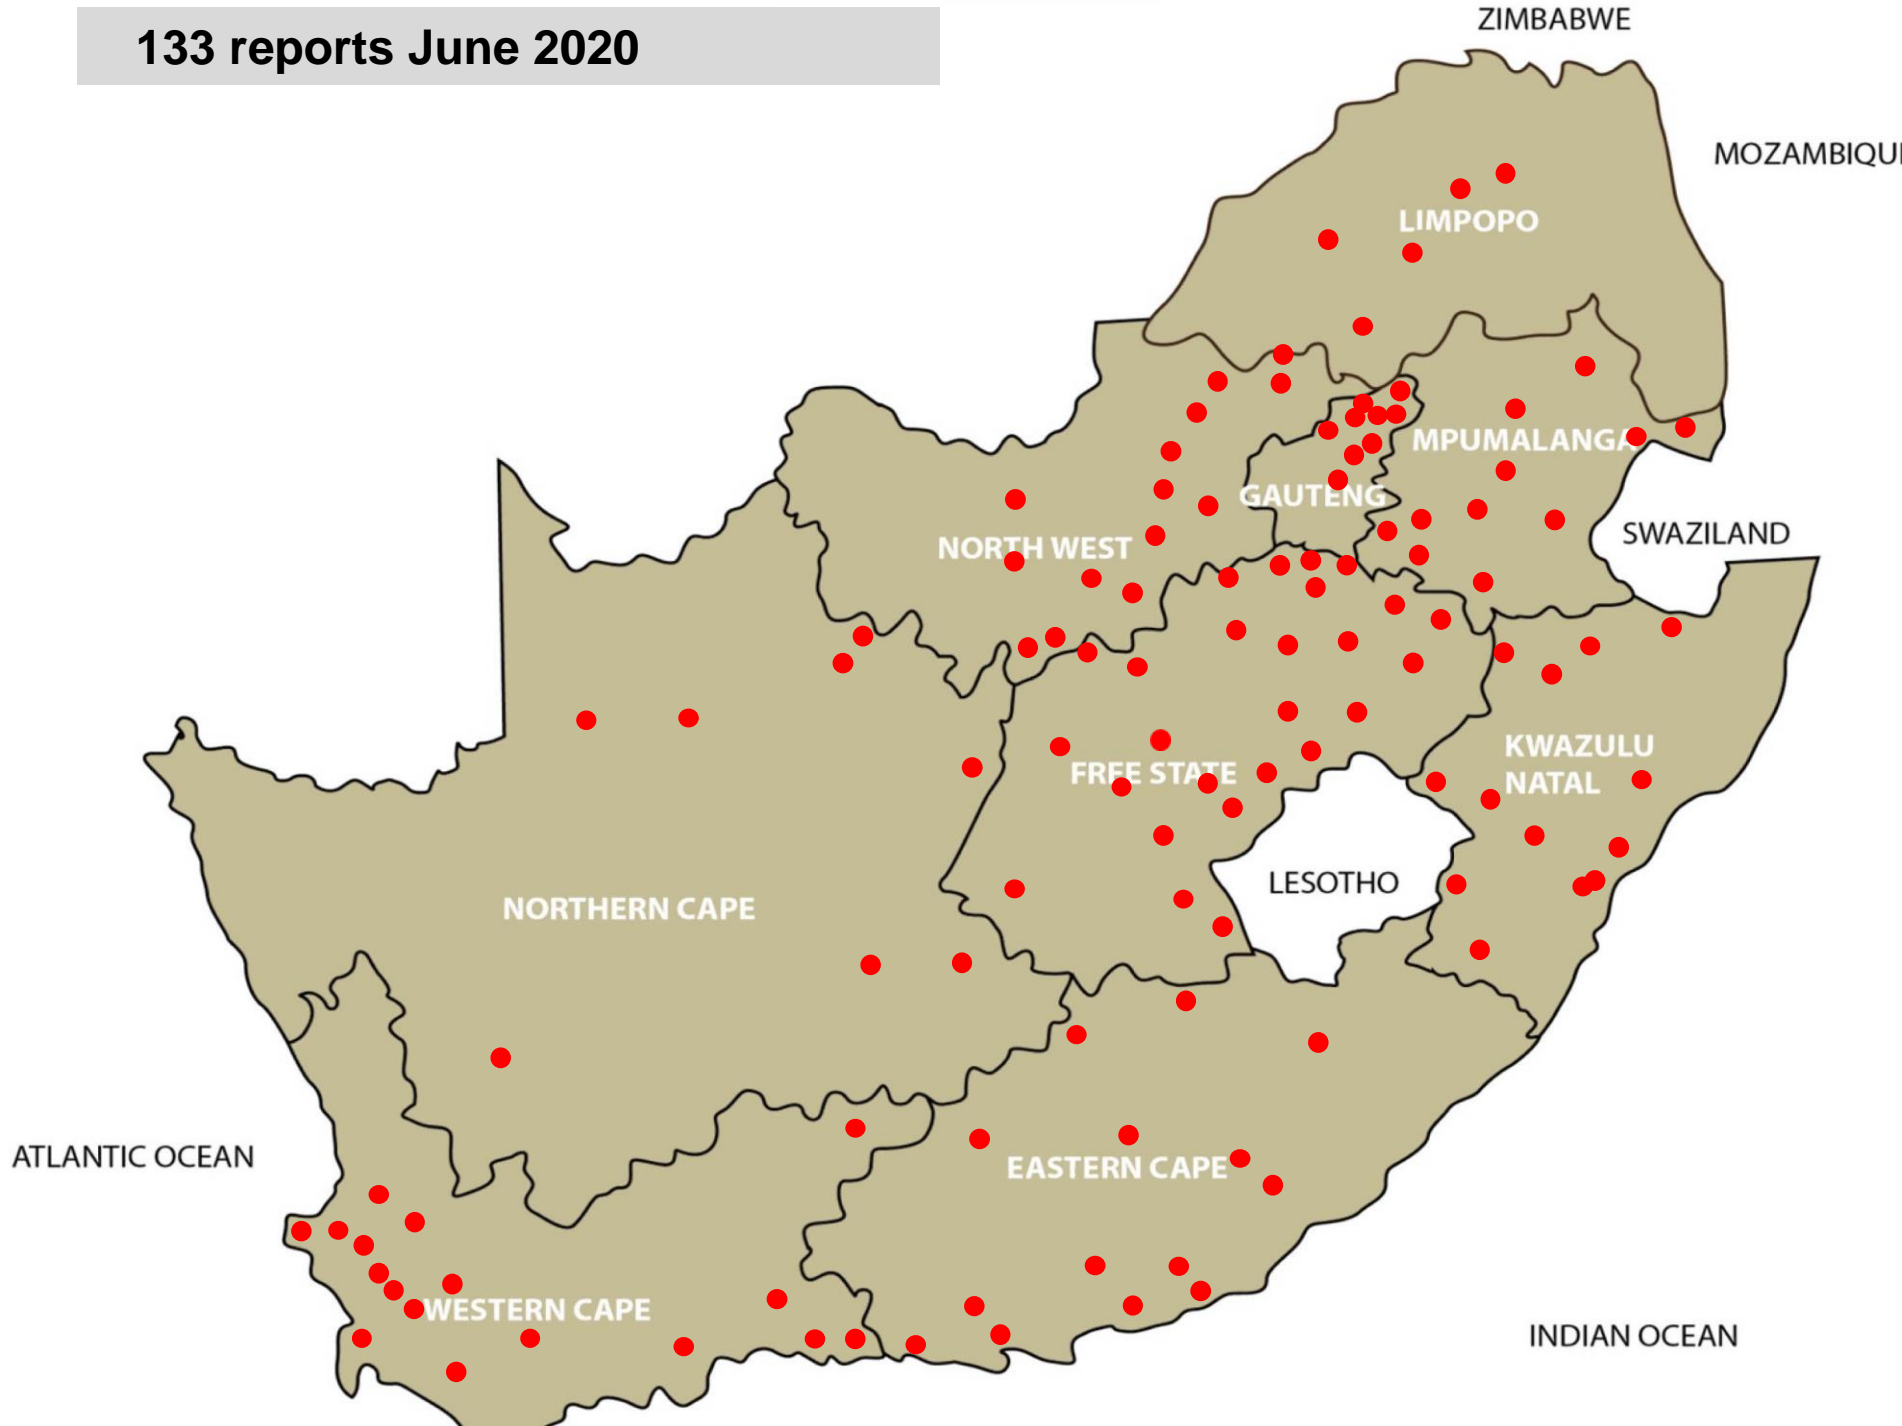 133 reports June 2020
ZIMBABWE
MOZAMBIQU
LIMPOPO
MPUMALANGA
GAUTENG
SWAZILAND
NORTH WEST
KWAZULU
NATAL
FREE STATE
LESOTHO
NORTHERN CAPE
ATLANTIC OCEAN
EASTERN CAPE
WESTERN CAPE
INDIAN OCEAN